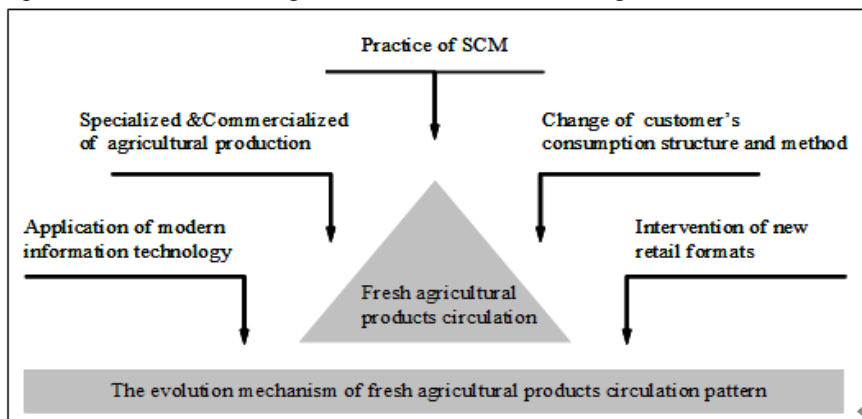 Practice of SCM
Specialized &Commercialized
of agricultural production
Change of customer's
consumption structure and method
Application of modern
information technology
Intervention of new
retail formats
Fresh agricultural
products circulation
The evolution mechanism of fresh agricultural products circulation pattern